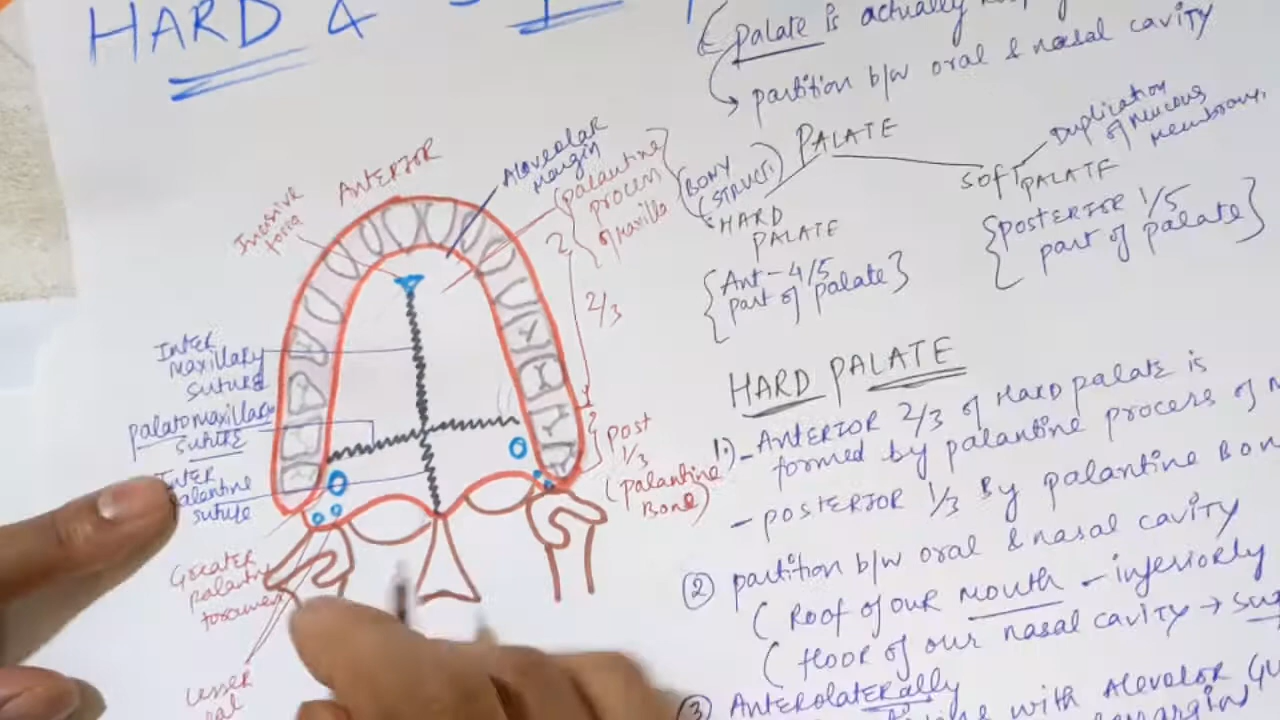 HARD &
palate is actually
partition b/w oral & nasal cavity
PALATE
Duplication
of mucous
membrane,
(BONY
STRUCT)
HARD
PALATE
{Ant-4/5
part of palate}
SOFT
PALATE
{POSTERIOR 1/5
part of palate}
ANTERIOR
Incisive
Alveolar
margin
(palantine
process
of maxilla
2/3
INTER
maxillary
suture
palatomaxillary
suture
INTER
palantine
suture
Greater
Lesser
Post
1/3
(palantine
Bone)
HARD PALATE
1.) - ANTERIOR 2/3 of HARD palate is
formed by palantine process of
- POSTERIOR 1/3 By palantine Bon
② partition b/w oral & nasal cavity
( Roof of our mouth - inferiorly
( floor of our nasal cavity →
③ Anterolaterally
with Alevolar
margin